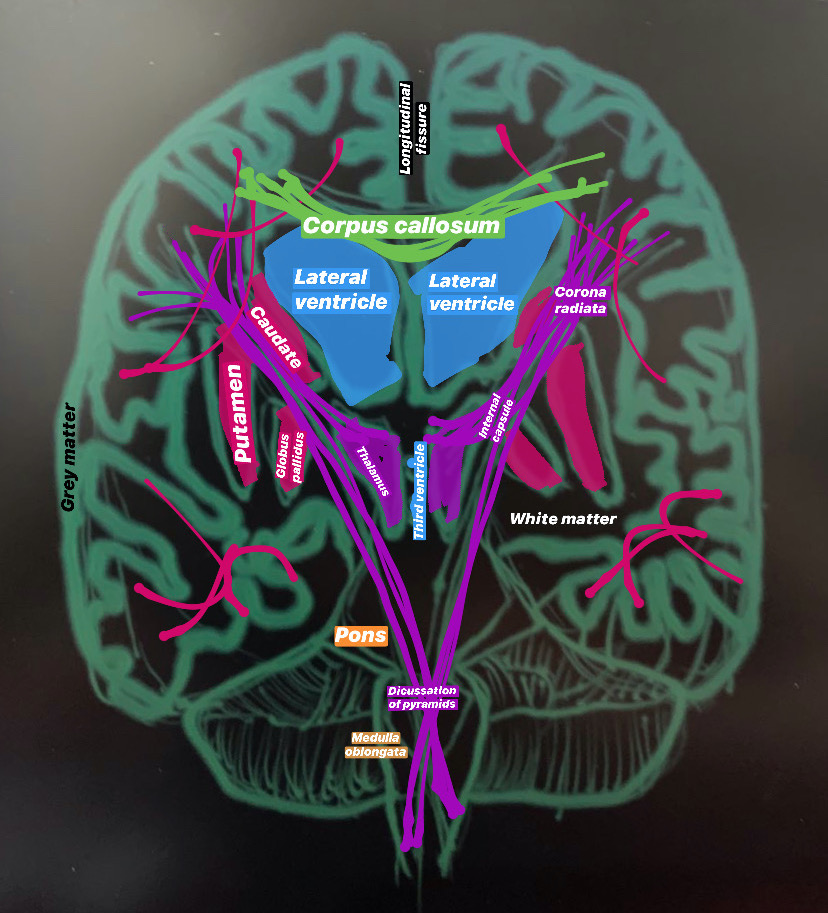 Longitudinal
fissure
Corpus callosum
Lateral
ventricle
Lateral
ventricle
Corona
radiata
Caudate
Putamen
Globus
pallidus
Internal
capsule
Thalamus
Third ventricle
Grey matter
White matter
Pons
Dicussation
of pyramids
Medulla
oblongata